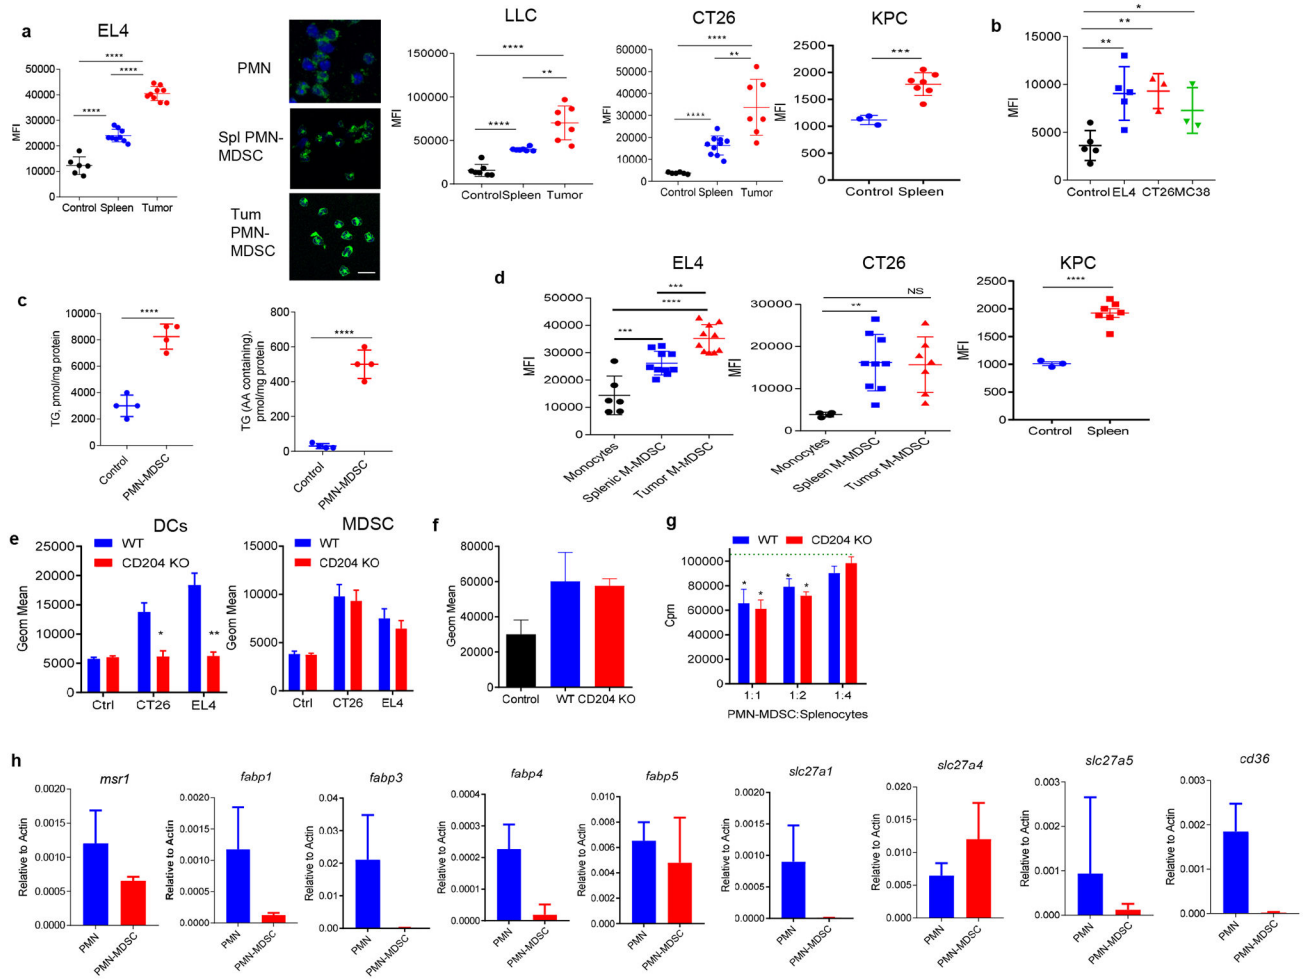 a
EL4
****
****
****
MFI
50000
40000
30000
20000
10000
0
Control Spleen Tumor
PMN
Spl PMN-
MDSC
Tum
PMN-
MDSC
LLC
****
**
****
MFI
150000
100000
50000
0
Control Spleen Tumor
CT26
****
**
****
MFI
60000
50000
40000
30000
20000
10000
0
Control Spleen Tumor
KPC
***
MFI
2500
2000
1500
1000
500
0
Control Spleen
b
*
**
**
MFI
15000
10000
5000
0
Control EL4 CT26 MC38
c
****
TG, pmol/mg protein
10000
8000
6000
4000
2000
0
Control
PMN-MDSC
****
TG (AA containing).
pmol/mg protein
800
600
400
200
0
Control
PMN-MDSC
d
EL4
***
****
***
MFI
50000
40000
30000
20000
10000
0
Monocytes
Splenic M-MDSC
Tumor M-MDSC
CT26
NS
**
MFI
30000
20000
10000
0
Monocytes
Spleen M-MDSC
Tumor M-MDSC
KPC
****
MFI
2500
2000
1500
1000
500
0
Control Spleen
e
DCs
WT
CD204 KO
Geom Mean
25000
20000
15000
10000
5000
0
*
**
Ctrl CT26 EL4
MDSC
WT
CD204 KO
Geom Mean
15000
10000
5000
0
Ctrl CT26 EL4
f
Geom Mean
80000
60000
40000
20000
0
Control WT CD204 KO
g
WT CD204 KO
Cpm
100000
80000
60000
40000
20000
0
* * * *
1:1 1:2 1:4
PMN-MDSC:Splenocytes
h
msr1
Relative to Actin
0.0020
0.0015
0.0010
0.0005
0.0000
PMN
PMN-MDSC
fabp1
Relative to Actin
0.0020
0.0015
0.0010
0.0005
0.0000
PMN
PMN-MDSC
fabp3
Relative to Actin
0.04
0.03
0.02
0.01
0.00
PMN
PMN-MDSC
fabp4
Relative to Actin
0.0004
0.0003
0.0002
0.0001
0.0000
PMN
PMN-MDSC
fabp5
Relative to Actin
0.010
0.008
0.006
0.004
0.002
0.000
PMN
PMN-MDSC
slc27a1
Relative to Actin
0.0020
0.0015
0.0010
0.0005
0.0000
PMN
PMN-MDSC
slc27a4
Relative to Actin
0.020
0.015
0.010
0.005
0.000
PMN
PMN-MDSC
slc27a5
Relative to Actin
0.003
0.002
0.001
0.000
PMN
PMN-MDSC
cd36
Relative to Actin
0.003
0.002
0.001
0.000
PMN
PMN-MDSC